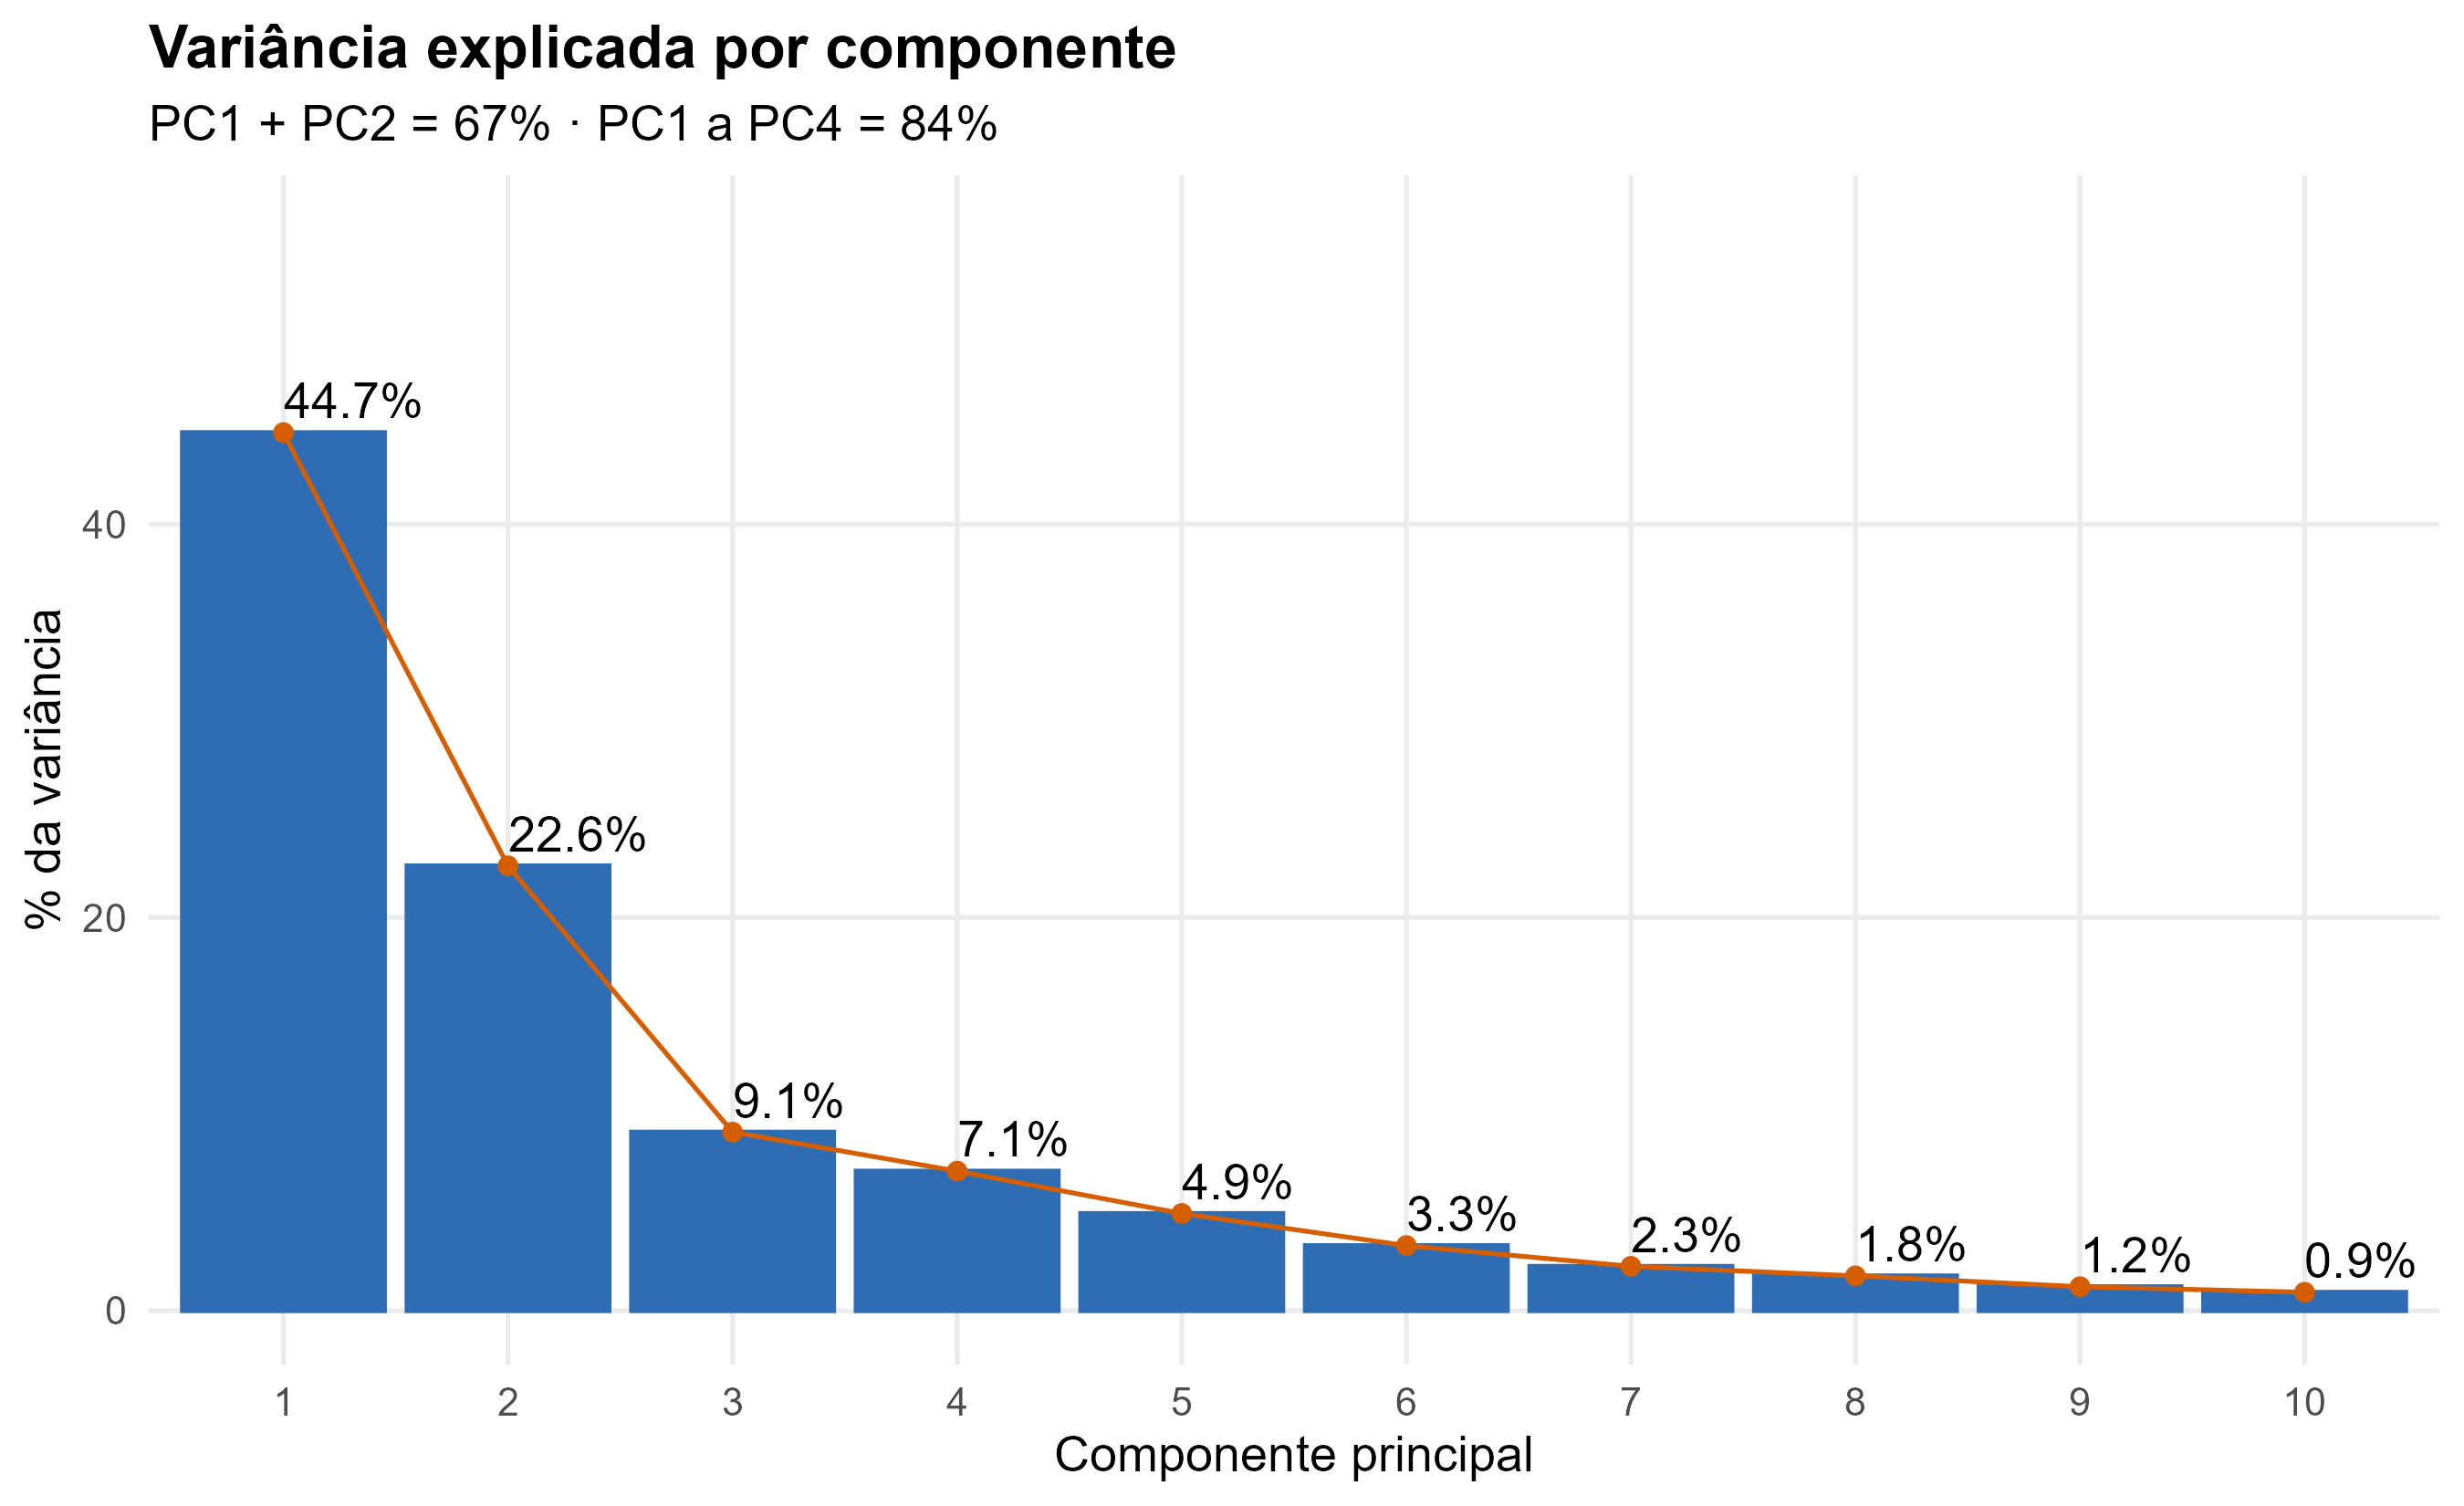 Variância explicada por componente
PC1 + PC2 = 67% · PC1 a PC4 = 84%
% da variância
40
20
0
44.7%
22.6%
9.1%
7.1%
4.9%
3.3%
2.3%
1.8%
1.2%
0.9%
1 2 3 4 5 6 7 8 9 10
Componente principal